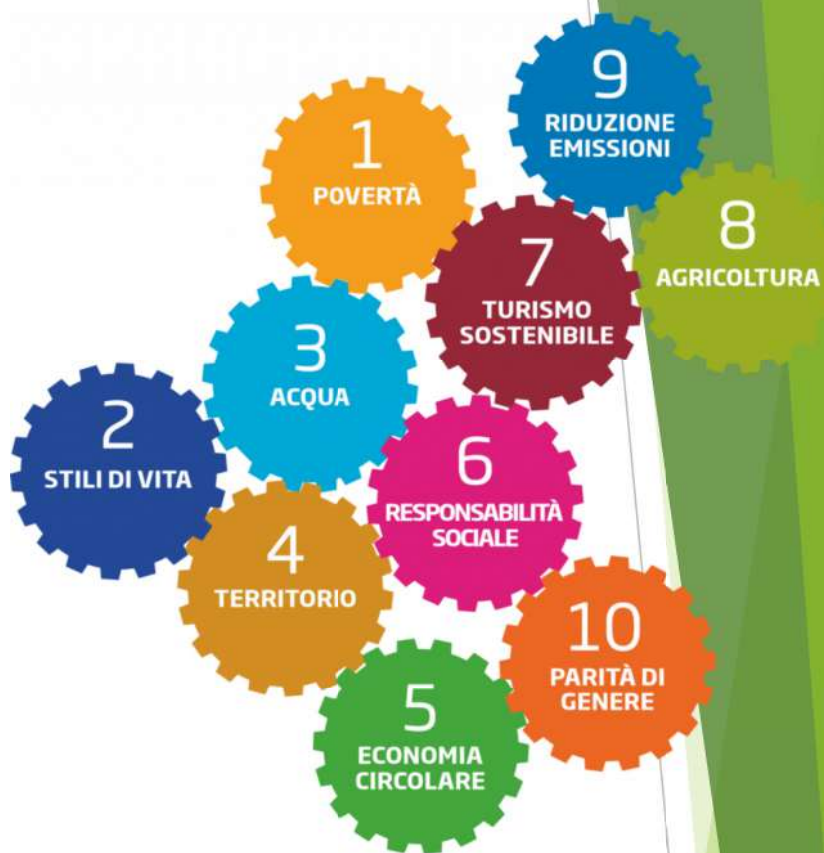 9
RIDUZIONE
EMISSIONI
1
POVERTÀ
8
AGRICOLTURA
7
TURISMO
SOSTENIBILE
3
ACQUA
2
STILI DI VITA
6
RESPONSABILITÀ
SOCIALE
4
TERRITORIO
10
PARITÀ DI
GENERE
5
ECONOMIA
CIRCOLARE